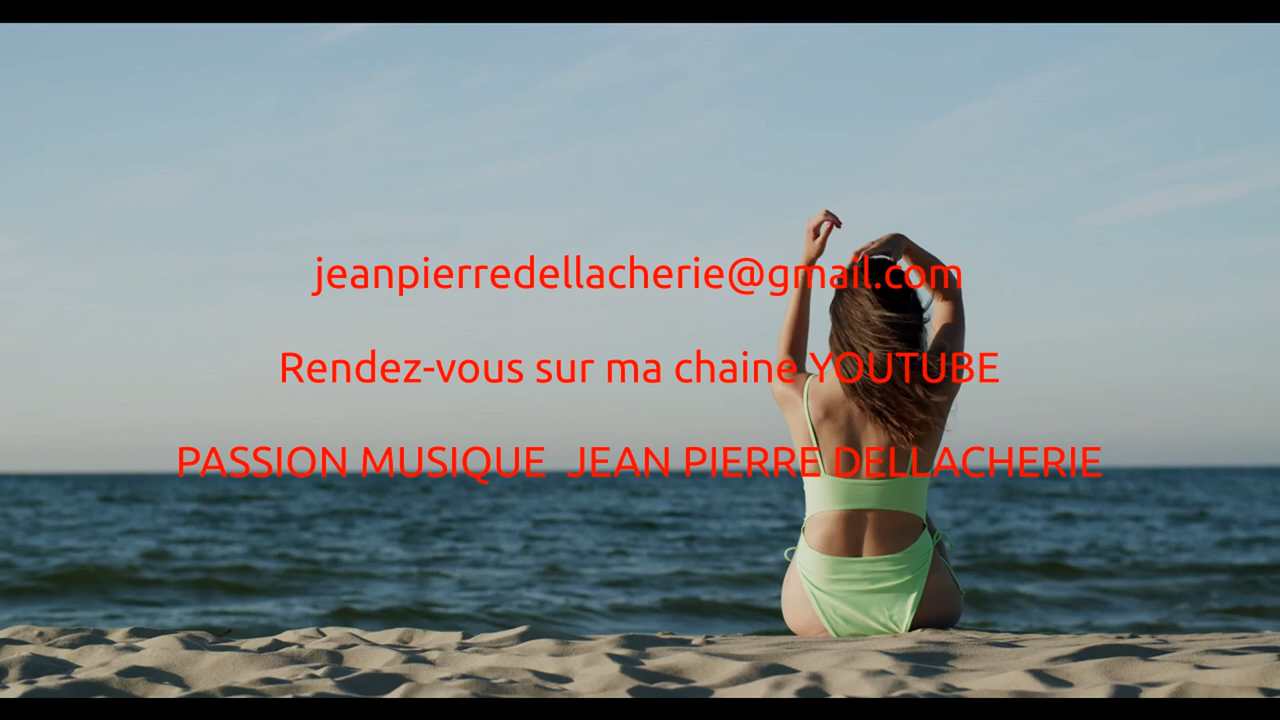 jeanpierredellacherie@gmail.com
Rendez-vous sur ma chaine YOUTUBE
PASSION MUSIQUE JEAN PIERRE DELLACHERIE